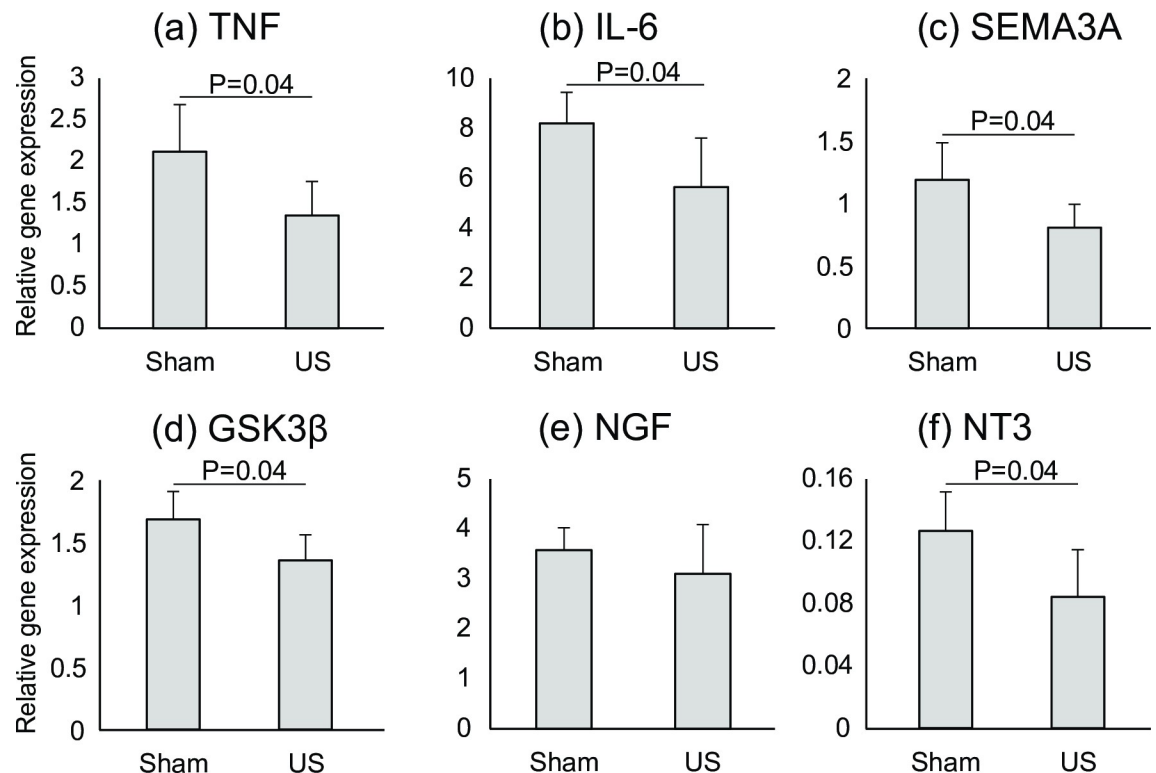 (a) TNF
(b) IL-6
(c) SEMA3A
Relative gene expression
3
2.5
2
1.5
1
0.5
0
P=0.04
Sham
US
10
8
6
4
2
0
P=0.04
Sham
US
2
1.5
1
0.5
0
P=0.04
Sham
US
(d) GSK3β
(e) NGF
(f) NT3
Relative gene expression
2
1.5
1
0.5
0
P=0.04
Sham
US
5
4
3
2
1
0
Sham
US
0.16
0.12
0.08
0.04
0
P=0.04
Sham
US